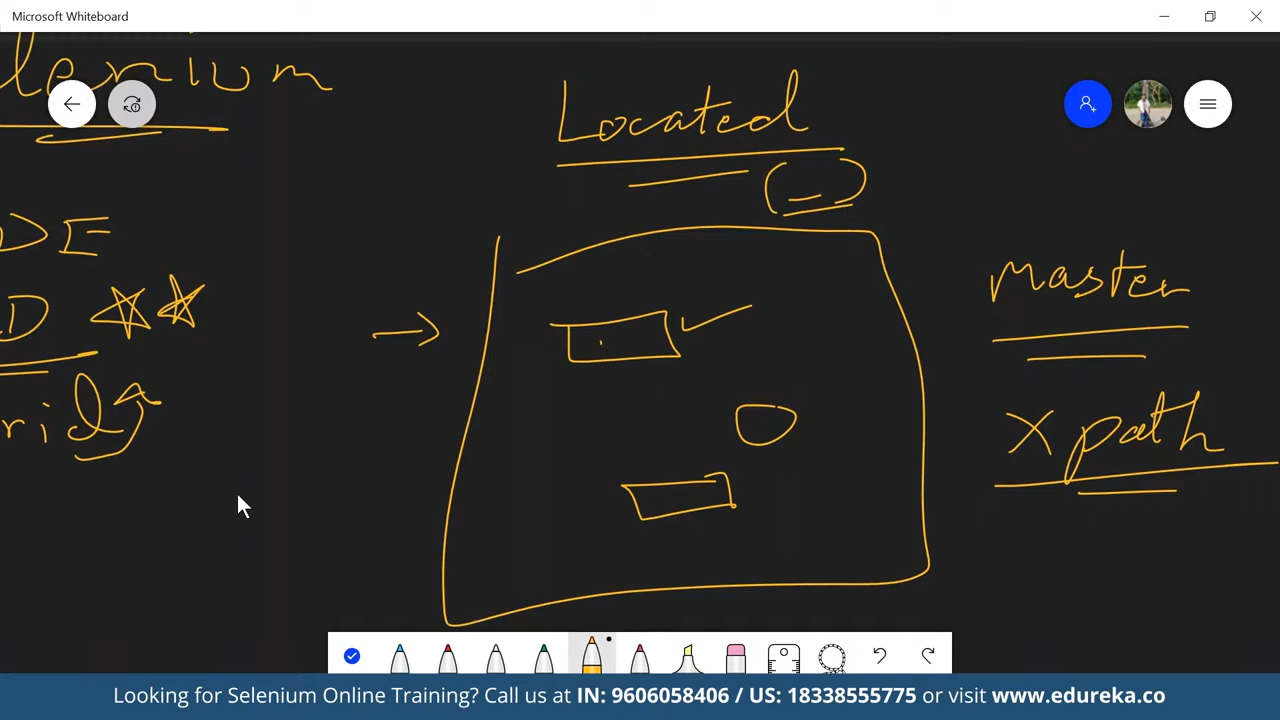 Microsoft Whiteboard
lenium
Located
(_)
DE
D
rid
Master
Xpath
Looking for Selenium Online Training? Call us at IN: 9606058406 / US: 18338555775 or visit www.edureka.co